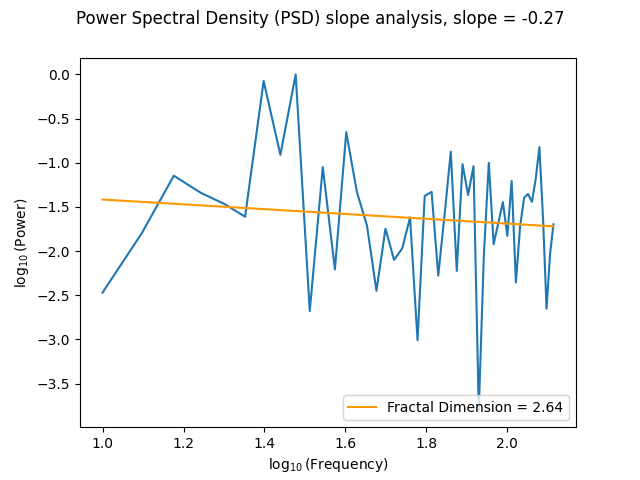 Power Spectral Density (PSD) slope analysis, slope = -0.27
0.0
−0.5
−1.0
−1.5
−2.0
−2.5
−3.0
−3.5
log₁₀(Power)
Fractal Dimension = 2.64
1.0 1.2 1.4 1.6 1.8 2.0
log₁₀(Frequency)